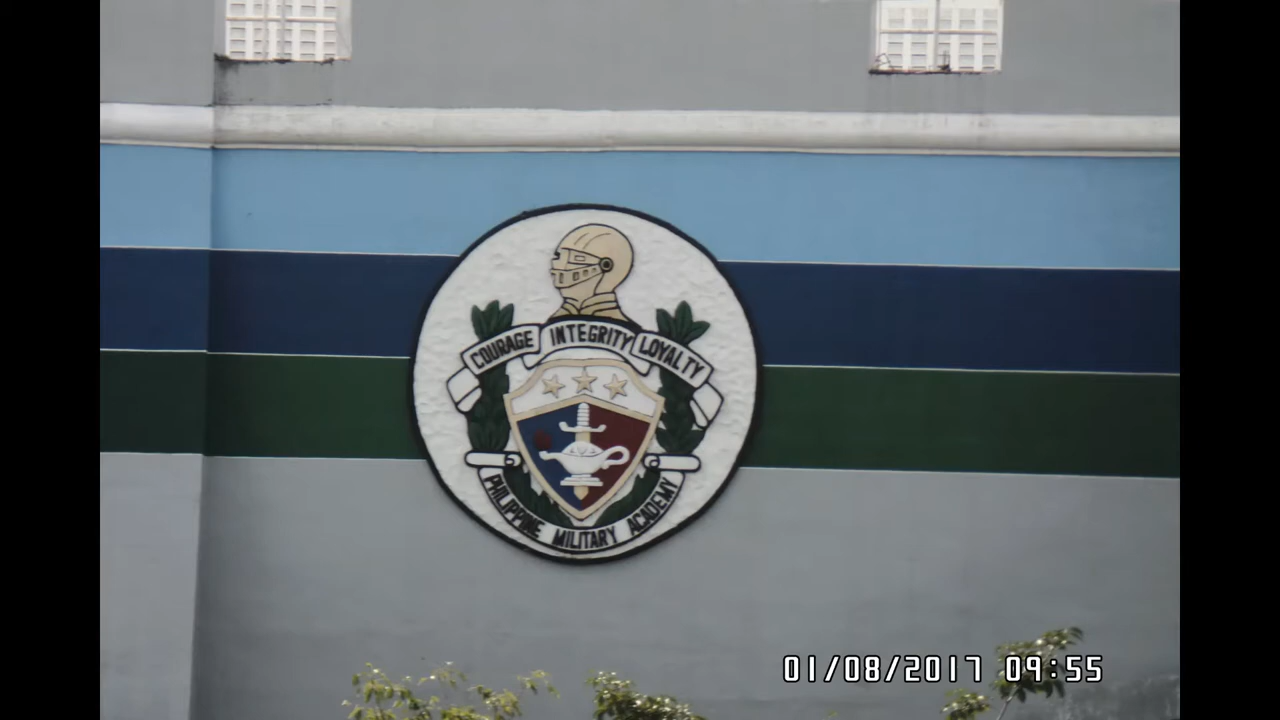 COURAGE INTEGRITY LOYALTY
PHILIPPINE MILITARY ACADEMY
01/08/2017 09:55